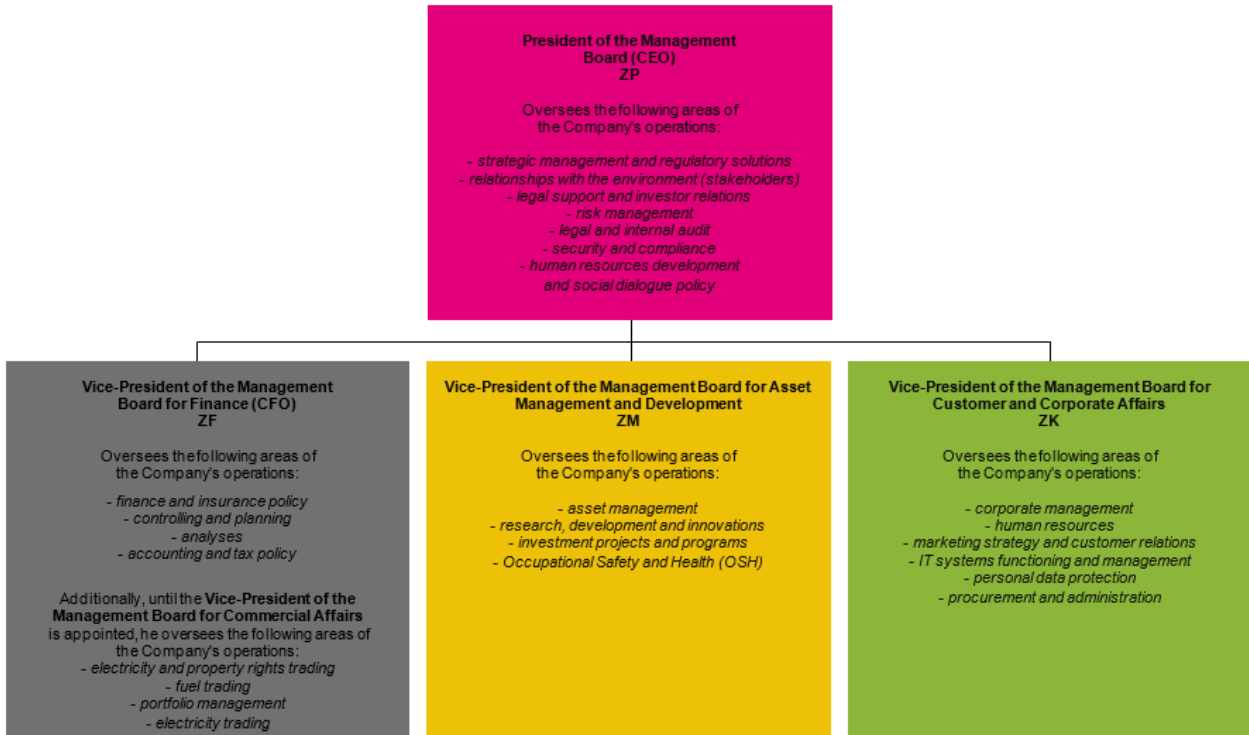 President of the Management
Board (CEO)
ZP
Oversees the following areas of
the Company's operations:
- strategic management and regulatory solutions
- relationships with the environment (stakeholders)
- legal support and investor relations
- risk management
- legal and internal audit
- security and compliance
- human resources development
and social dialogue policy
Vice-President of the Management
Board for Finance (CFO)
ZF
Oversees the following areas of
the Company's operations:
- finance and insurance policy
- controlling and planning
- analyses
- accounting and tax policy
Additionally, until the Vice-President of the
Management Board for Commercial Affairs
is appointed, he oversees the following areas of
the Company's operations:
- electricity and property rights trading
- fuel trading
- portfolio management
- electricity trading
Vice-President of the Management Board for Asset
Management and Development
ZM
Oversees the following areas of
the Company's operations:
- asset management
- research, development and innovations
- investment projects and programs
- Occupational Safety and Health (OSH)
Vice-President of the Management Board for
Customer and Corporate Affairs
ZK
Oversees the following areas of
the Company's operations:
- corporate management
- human resources
- marketing strategy and customer relations
- IT systems functioning and management
- personal data protection
- procurement and administration